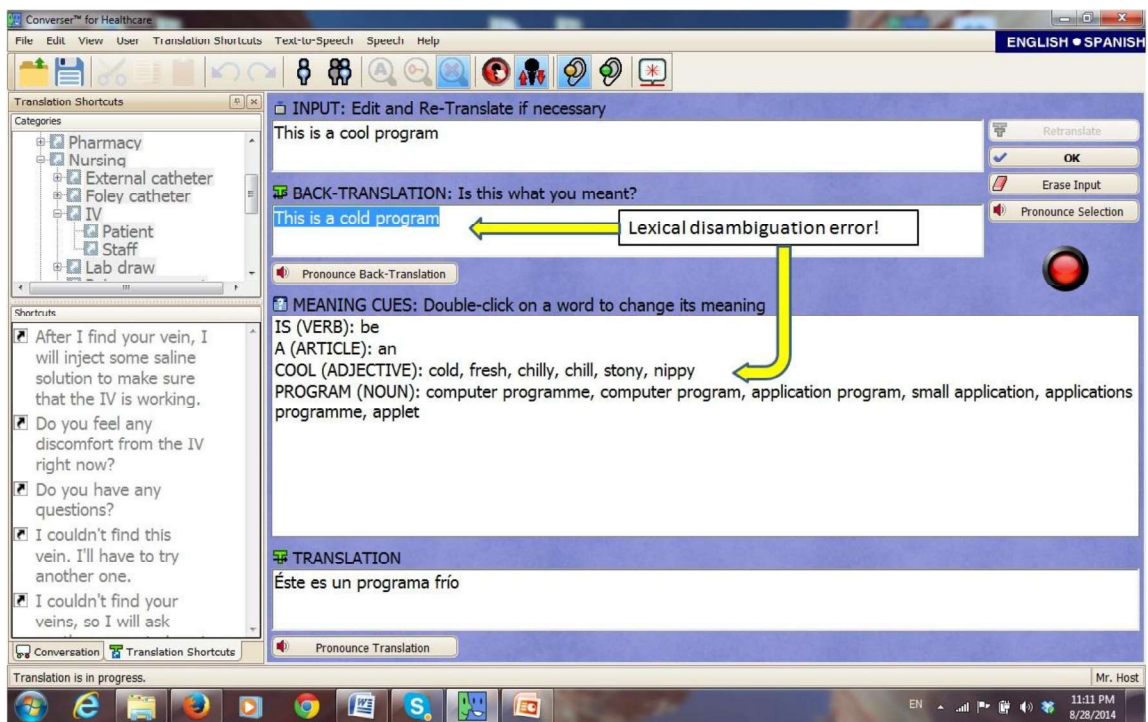 Converser™ for Healthcare
File Edit View User Translation Shortcuts Text-to-Speech Speech Help
ENGLISH ● SPANISH
Translation Shortcuts
Categories
Pharmacy
Nursing
External catheter
Foley catheter
IV
Patient
Staff
Lab draw
Shortcuts
After I find your vein, I
will inject some saline
solution to make sure
that the IV is working.
Do you feel any
discomfort from the IV
right now?
Do you have any
questions?
I couldn't find this
vein. I'll have to try
another one.
I couldn't find your
veins, so I will ask
Conversation Translation Shortcuts
INPUT: Edit and Re-Translate if necessary
This is a cool program
Retranslate
OK
Erase Input
Pronounce Selection
BACK-TRANSLATION: Is this what you meant?
This is a cold program
Lexical disambiguation error!
Pronounce Back-Translation
MEANING CUES: Double-click on a word to change its meaning
IS (VERB): be
A (ARTICLE): an
COOL (ADJECTIVE): cold, fresh, chilly, chill, stony, nippy
PROGRAM (NOUN): computer programme, computer program, application program, small application, applications
programme, applet
TRANSLATION
Éste es un programa frío
Pronounce Translation
Translation is in progress.
Mr. Host
EN
11:11 PM
8/28/2014